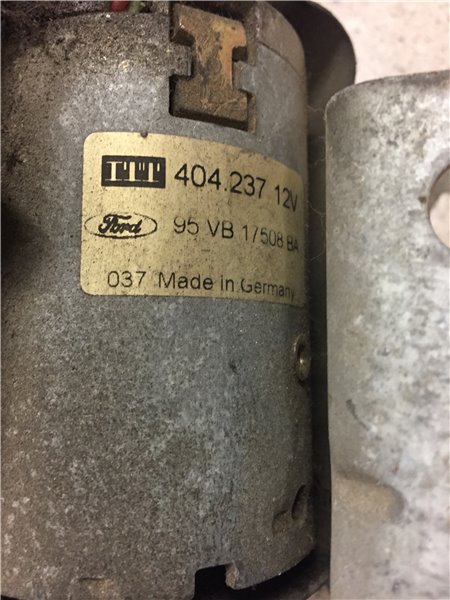 ITT 404.237 12V
Ford 95 VB 17508 BA
037 Made in Germany